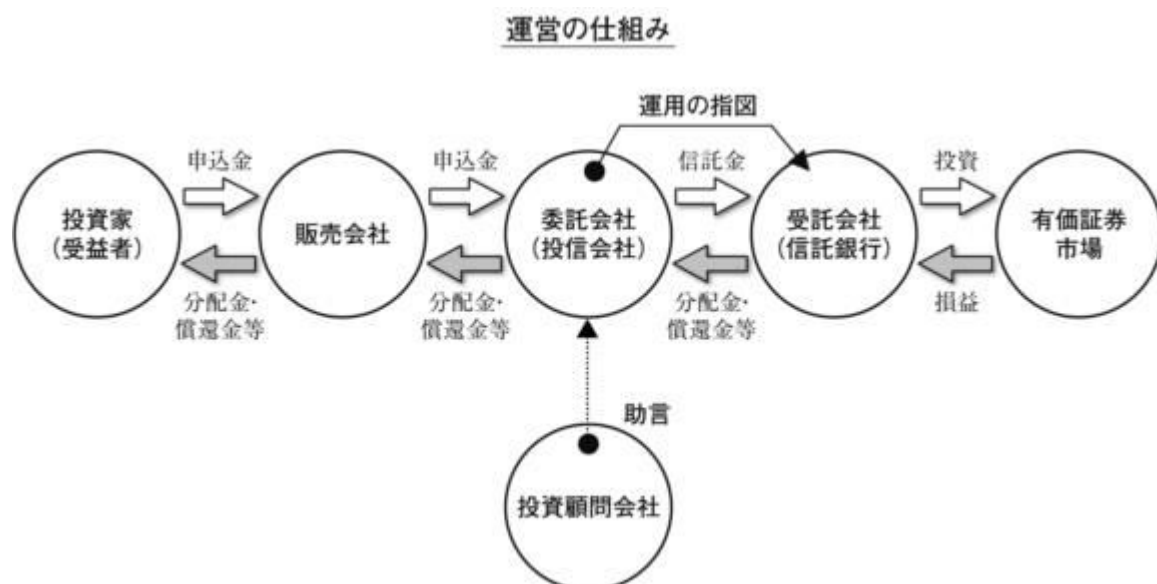 運営の仕組み
運用の指図
申込金
申込金
信託金
投資
投資家
(受益者)
販売会社
委託会社
(投信会社)
受託会社
(信託銀行)
有価証券
市場
分配金・
償還金等
分配金・
償還金等
分配金・
償還金等
損益
助言
投資顧問会社